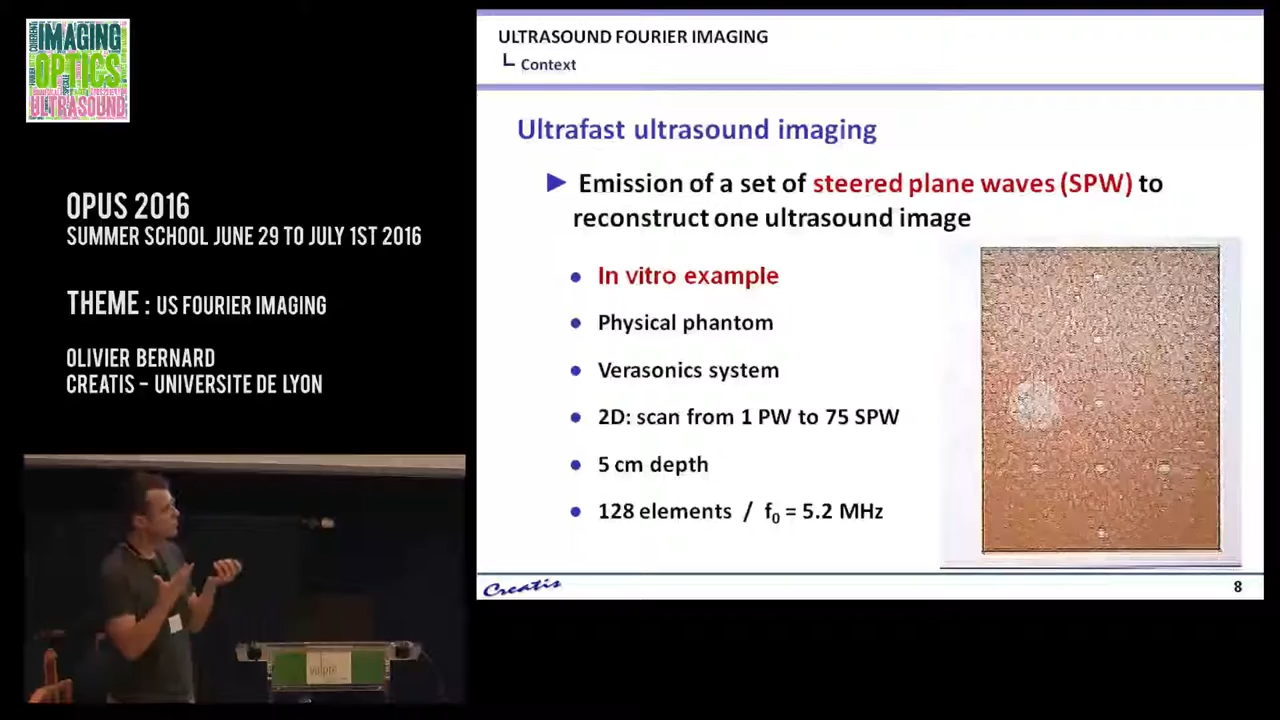 COHERENT
IMAGING
OPTICS
ULTRASOUND
OPUS 2016
SUMMER SCHOOL JUNE 29 TO JULY 1ST 2016
THEME : US FOURIER IMAGING
OLIVIER BERNARD
CREATIS - UNIVERSITE DE LYON
ULTRASOUND FOURIER IMAGING
Context
Ultrafast ultrasound imaging
Emission of a set of steered plane waves (SPW) to
reconstruct one ultrasound image
In vitro example
Physical phantom
Verasonics system
2D: scan from 1 PW to 75 SPW
5 cm depth
128 elements / f0 = 5.2 MHz
Creatis
8
valpré